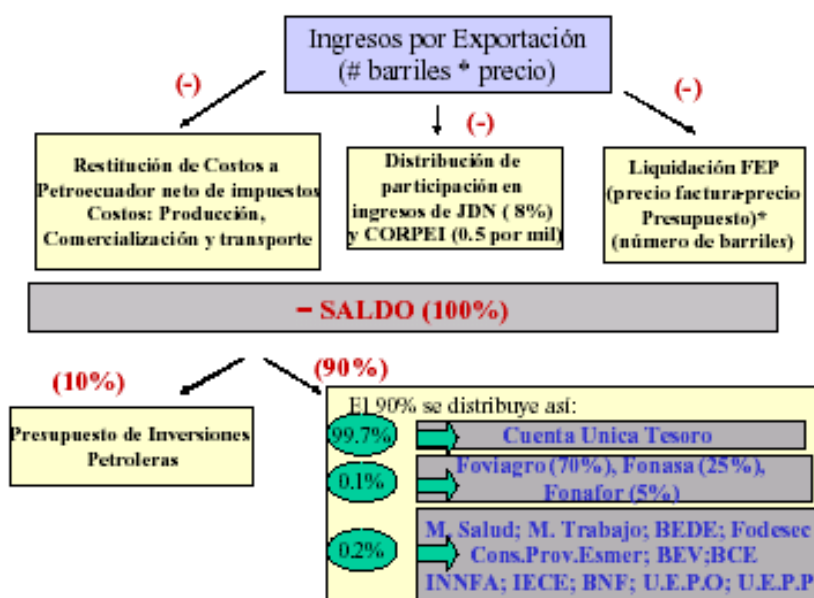 Ingresos por Exportación
(# barriles * precio)
(-)
(-)
(-)
Restitución de Costos a
Petroecuador neto de impuestos
Costos: Producción,
Comercialización y transporte
Distribución de
participación en
ingresos de JDN ( 8%)
y CORPEI (0.5 por mil)
Liquidación FEP
(precio factura-precio
Presupuesto)*
(número de barriles)
– SALDO (100%)
(10%)
(90%)
Presupuesto de Inversiones
Petroleras
El 90% se distribuye así:
99.7%
Cuenta Unica Tesoro
0.1%
Foviagro (70%), Fonasa (25%),
Fonafor (5%)
0.2%
M. Salud; M. Trabajo; BEDE; Fodesec
Cons.Prov.Esmer; BEV;BCE
INNFA; IECE; BNF; U.E.P.O; U.E.P.P